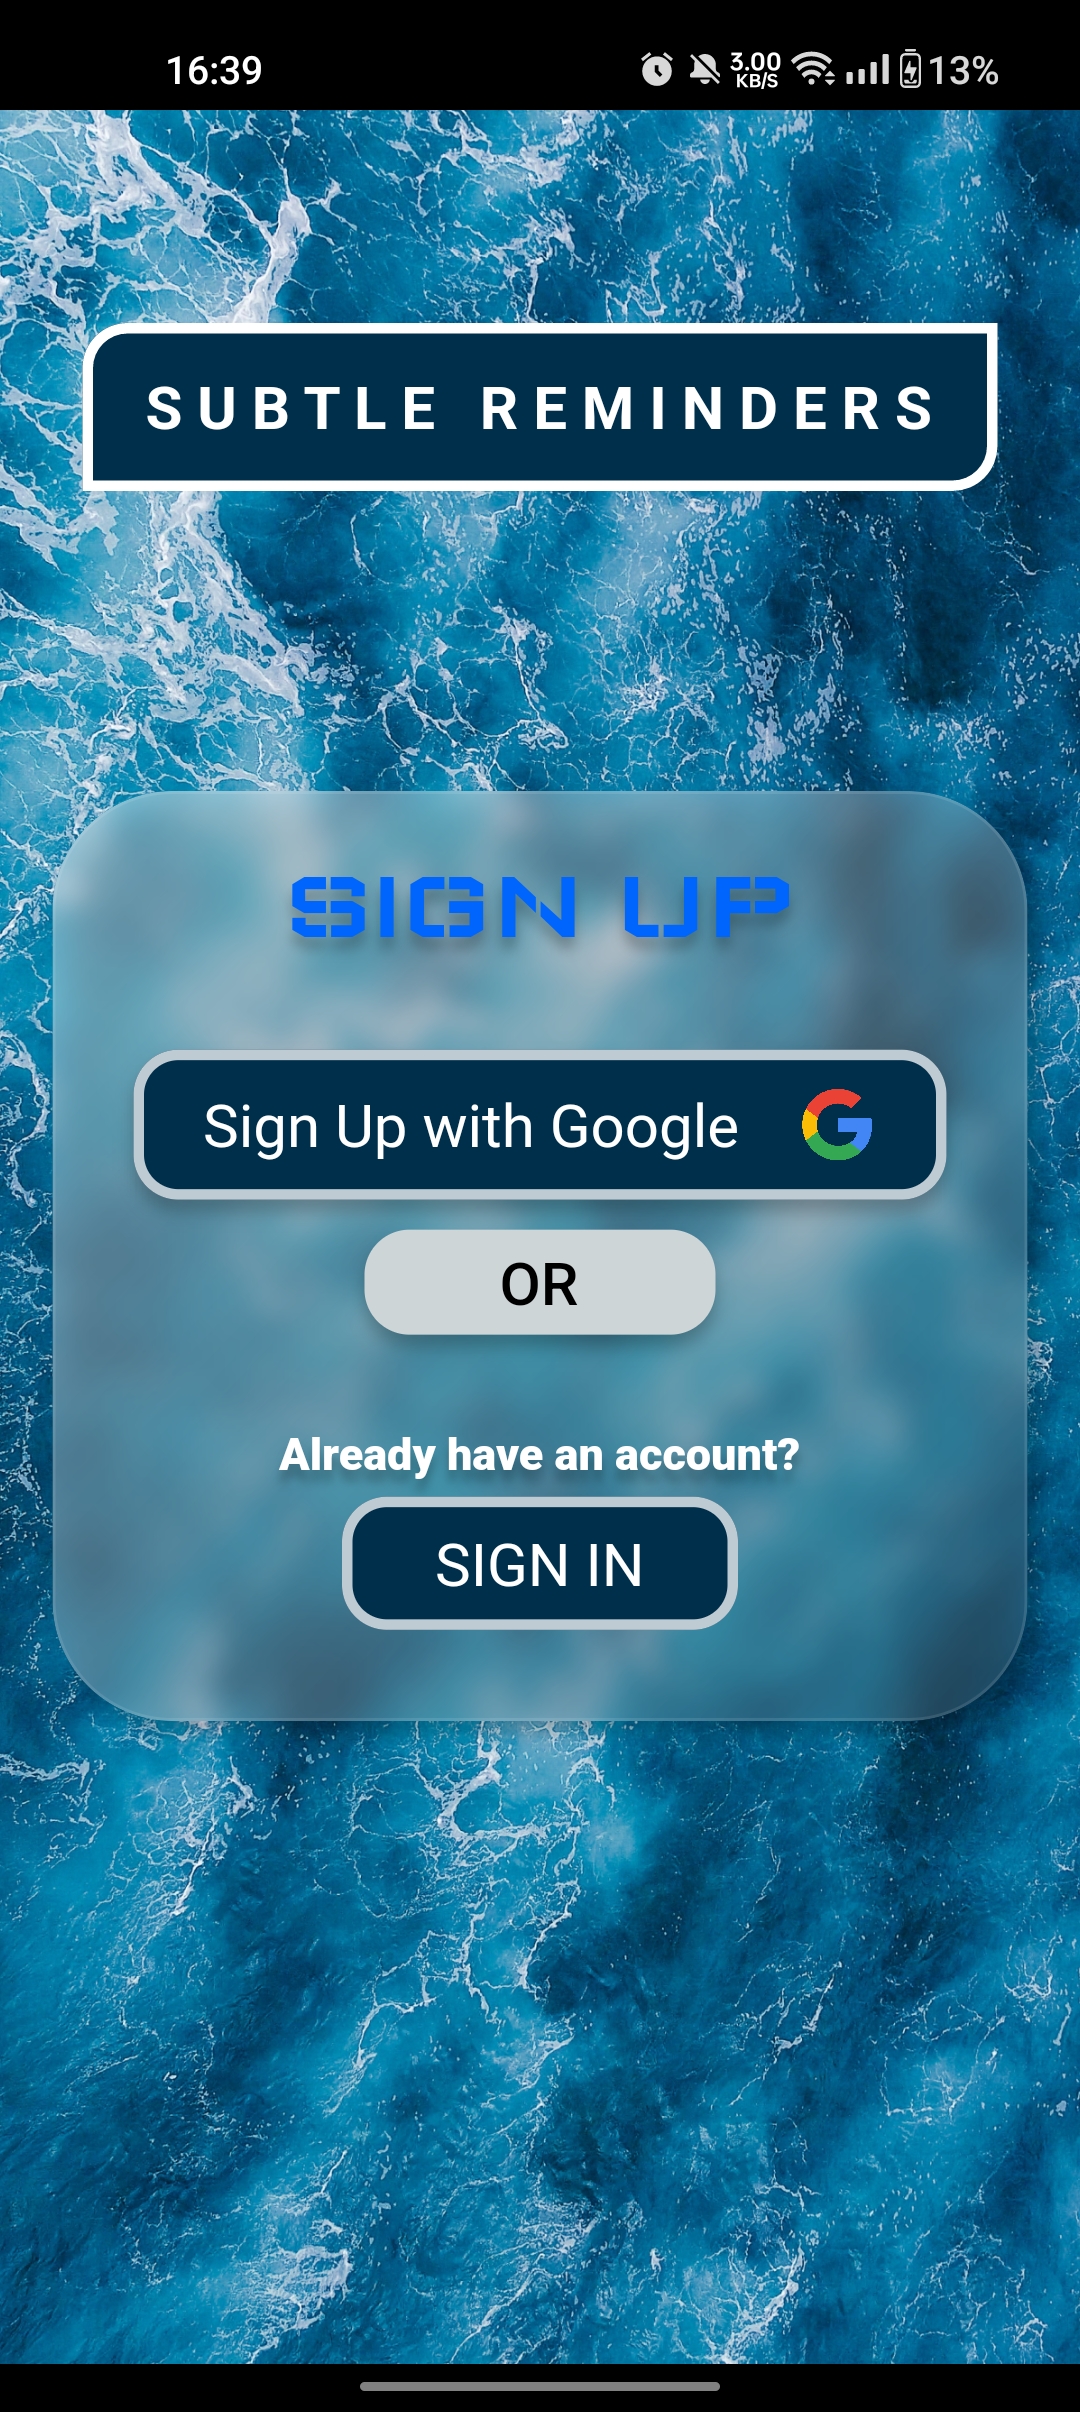 16:39
3.00
KB/S
13%
SUBTLE REMINDERS
SIGN UP
Sign Up with Google
OR
Already have an account?
SIGN IN